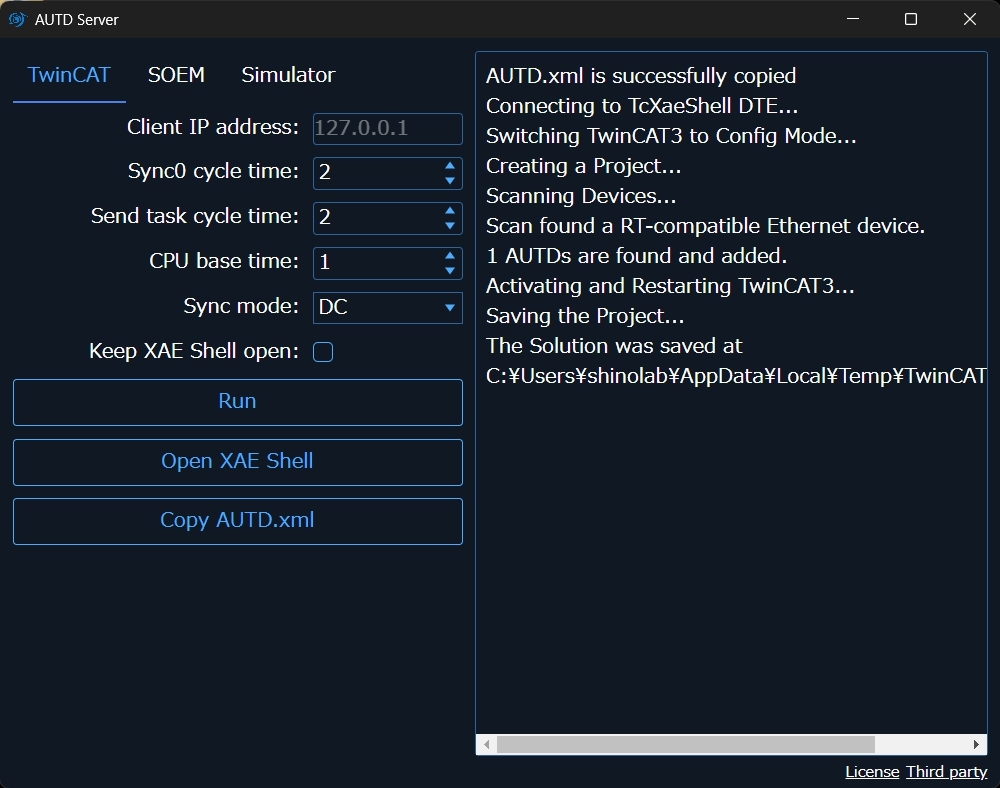 AUTD Server
TwinCAT SOEM Simulator
Client IP address: 127.0.0.1
Sync0 cycle time: 2
Send task cycle time: 2
CPU base time: 1
Sync mode: DC
Keep XAE Shell open:
Run
Open XAE Shell
Copy AUTD.xml
AUTD.xml is successfully copied
Connecting to TcXaeShell DTE...
Switching TwinCAT3 to Config Mode...
Creating a Project...
Scanning Devices...
Scan found a RT-compatible Ethernet device.
1 AUTDs are found and added.
Activating and Restarting TwinCAT3...
Saving the Project...
The Solution was saved at
C:¥Users¥shinolab¥AppData¥Local¥Temp¥TwinCAT
License Third party